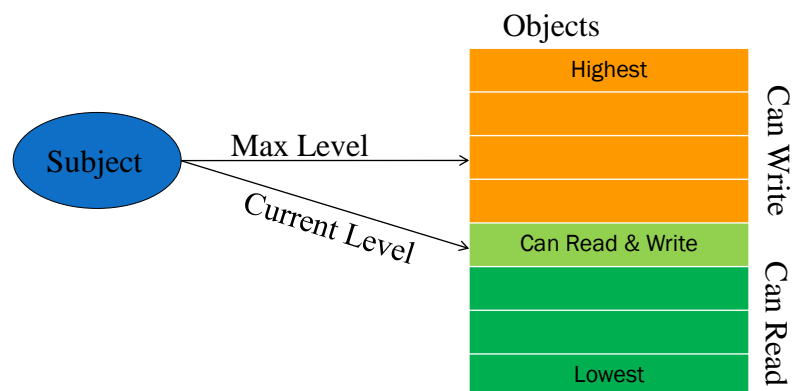 Objects
Highest
Can Write
Max Level
Subject
Current Level
Can Read & Write
Can Read
Lowest